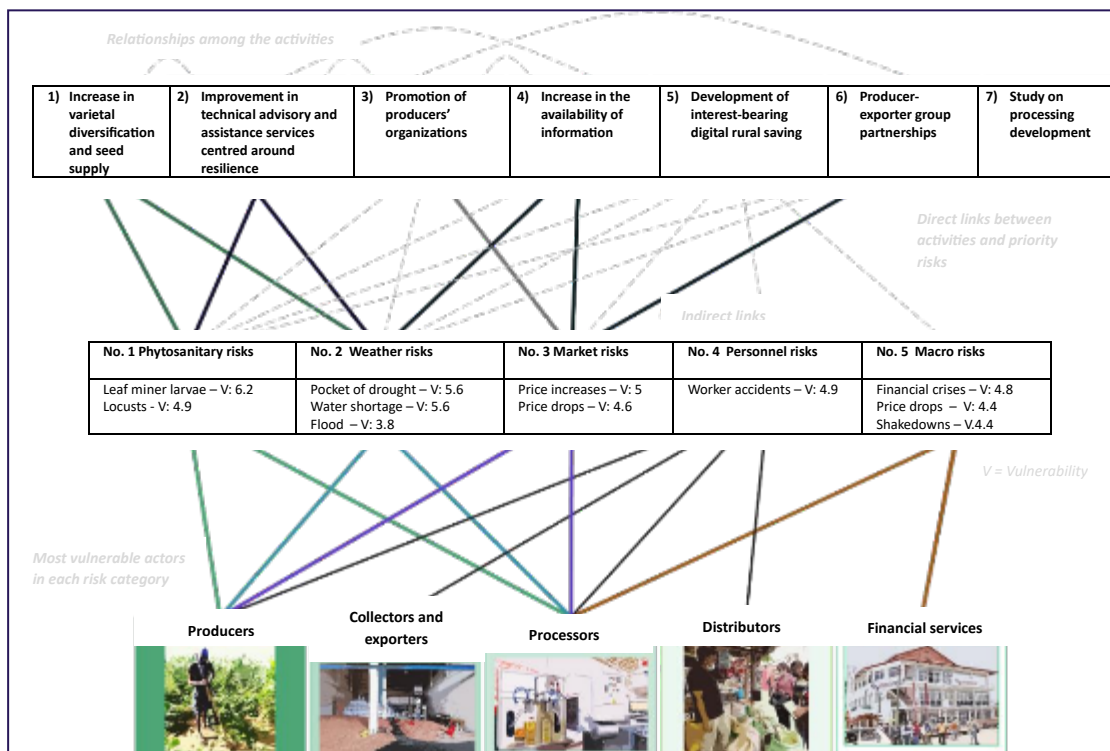 Relationships among the activities
1) Increase in
varietal
diversification
and seed
supply
2) Improvement in
technical advisory and
assistance services
centred around
resilience
3) Promotion of
producers'
organizations
4) Increase in the
availability of
information
5) Development of
interest-bearing
digital rural saving
6) Producer-
exporter group
partnerships
7) Study on
processing
development
Direct links between
activities and priority
risks
Indirect links
No. 1 Phytosanitary risks
Leaf miner larvae – V: 6.2
Locusts - V: 4.9
No. 2 Weather risks
Pocket of drought – V: 5.6
Water shortage – V: 5.6
Flood – V: 3.8
No. 3 Market risks
Price increases – V: 5
Price drops – V: 4.6
No. 4 Personnel risks
Worker accidents – V: 4.9
No. 5 Macro risks
Financial crises – V: 4.8
Price drops – V: 4.4
Shakedowns – V.4.4
V = Vulnerability
Most vulnerable actors
in each risk category
Producers
Collectors and
exporters
Processors
Distributors
Financial services